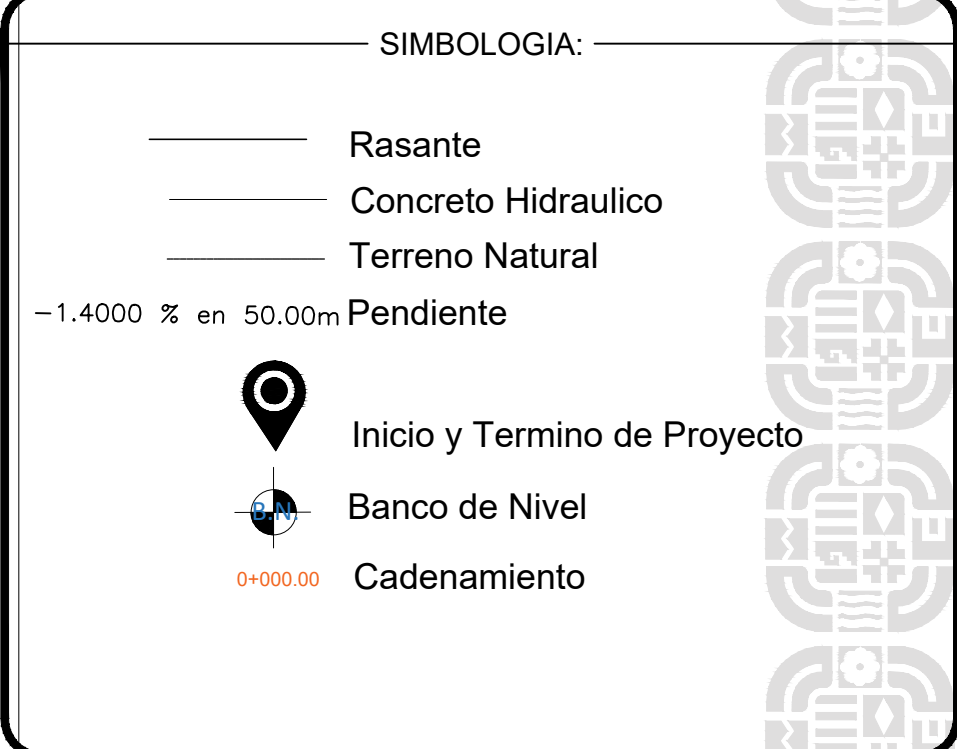 SIMBOLOGIA:
Rasante
Concreto Hidraulico
Terreno Natural
-1.4000 % en 50.00m Pendiente
Inicio y Termino de Proyecto
B.N. Banco de Nivel
0+000.00 Cadenamiento